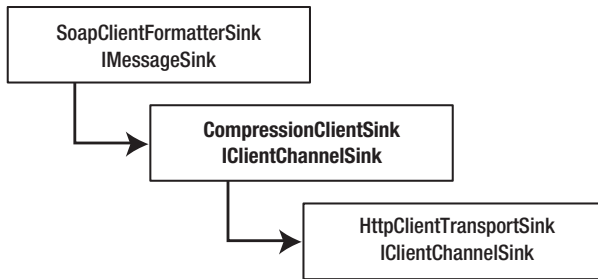 SoapClientFormatterSink
IMessageSink
CompressionClientSink
IClientChannelSink
HttpClientTransportSink
IClientChannelSink